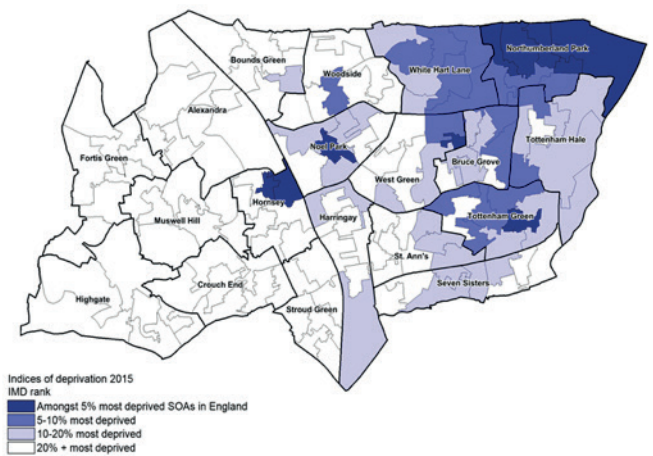 Northumberland Park
Bounds Green
Woodside
White Hart Lane
Alexandra
Tottenham Hale
Noel Park
Fortis Green
Bruce Grove
West Green
Hornsey
Harringay
Muswell Hill
Tottenham Green
St. Ann's
Crouch End
Seven Sisters
Highgate
Stroud Green
Indices of deprivation 2015
IMD rank
Amongst 5% most deprived SOAs in England
5-10% most deprived
10-20% most deprived
20% + most deprived